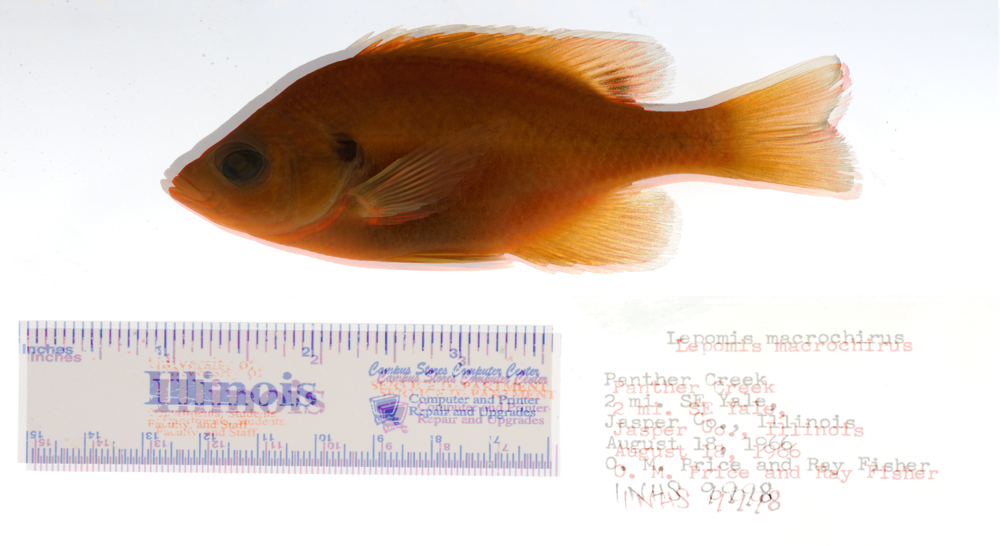 Inches
1 2 3
University of
Illinois
Campus Stores Computer Center
SERVICE DEPARTMENT
Computer and Printer
Repair and Upgrades
Students
Faculty and Staff
15 14 13 12 11 10 9 8 7
Lepomis macrochirus
Panther Creek
2 mi. SE Yale,
Jasper Co., Illinois
August 18, 1966
O. M. Price and Ray Fisher
INHS 9998